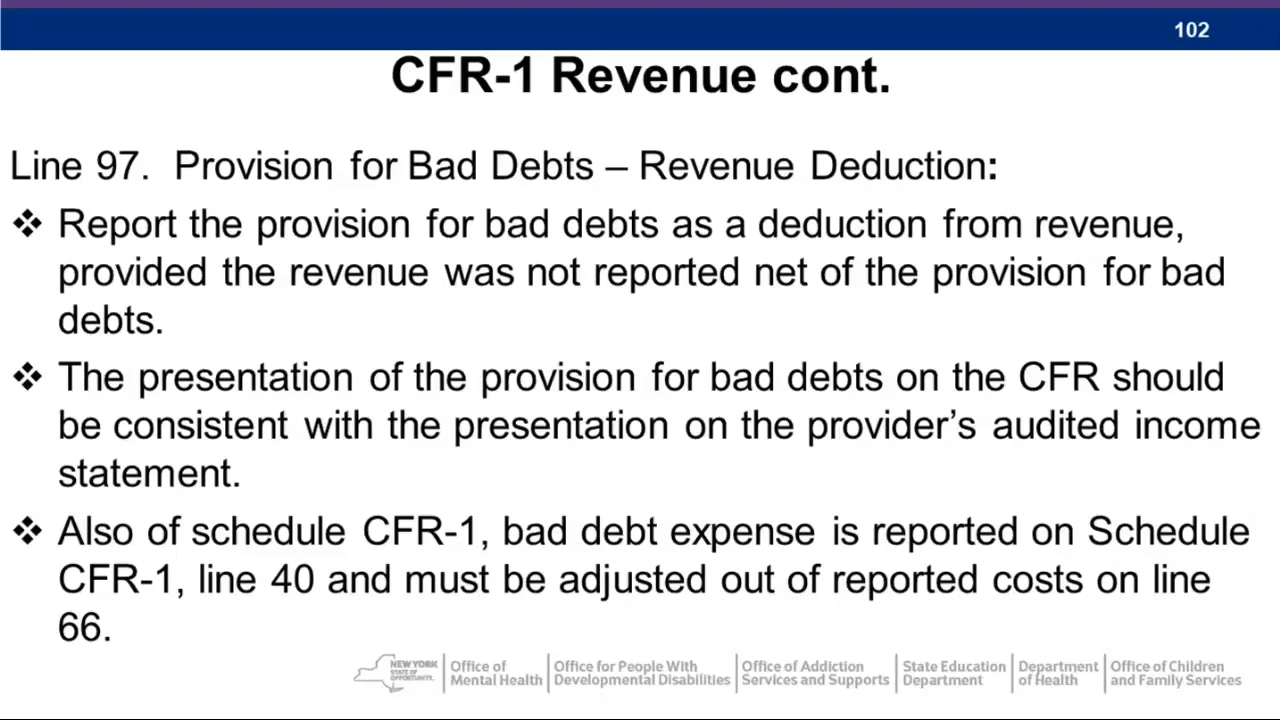 102
CFR-1 Revenue cont.
Line 97. Provision for Bad Debts – Revenue Deduction:
❖ Report the provision for bad debts as a deduction from revenue,
provided the revenue was not reported net of the provision for bad
debts.
❖ The presentation of the provision for bad debts on the CFR should
be consistent with the presentation on the provider’s audited income
statement.
❖ Also of schedule CFR-1, bad debt expense is reported on Schedule
CFR-1, line 40 and must be adjusted out of reported costs on line
66.
NEW YORK
STATE OF
OPPORTUNITY.
Office of
Mental Health
Office for People With
Developmental Disabilities
Office of Addiction
Services and Supports
State Education
Department
Department
of Health
Office of Children
and Family Services